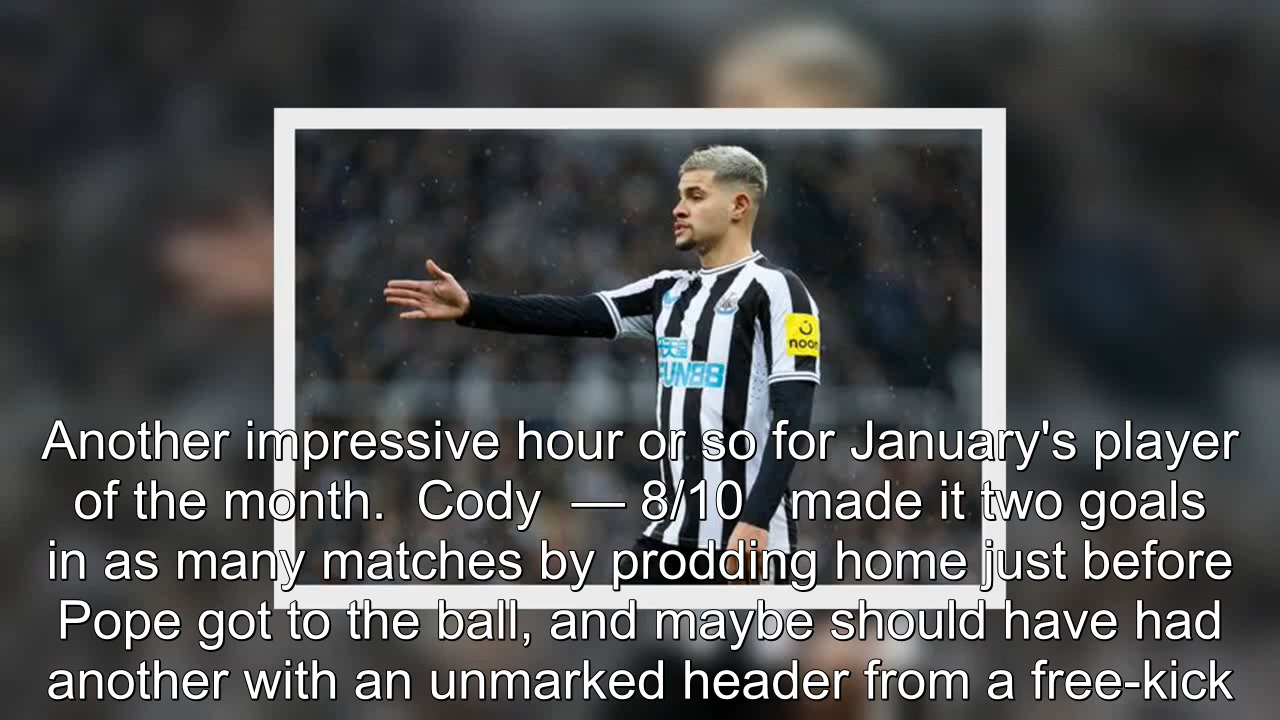 noon
FUN88
Another impressive hour or so for January's player
of the month.  Cody  — 8/10   made it two goals
in as many matches by prodding home just before
Pope got to the ball, and maybe should have had
another with an unmarked header from a free-kick